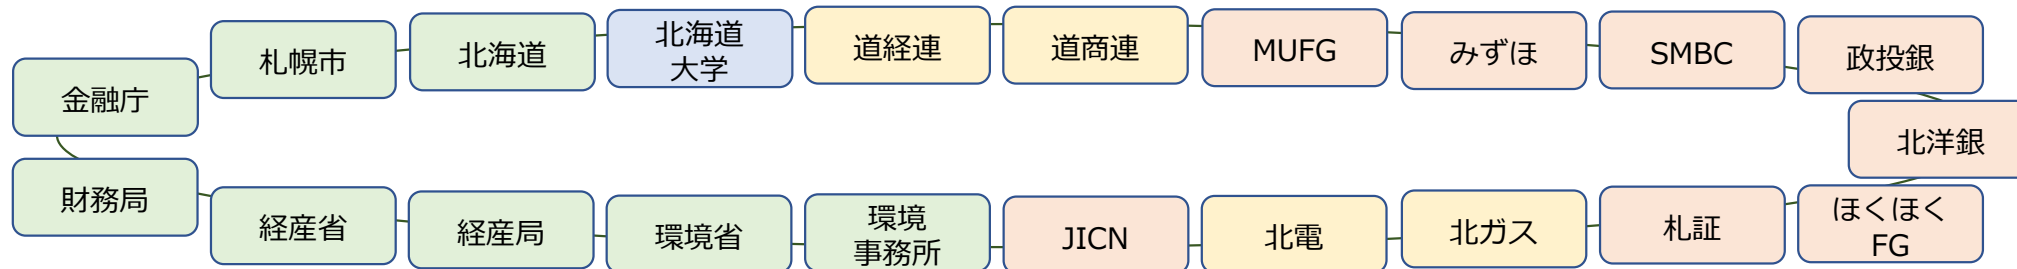 金融庁
札幌市
北海道
北海道
大学
道経連
道商連
MUFG
みずほ
SMBC
政投銀
北洋銀
財務局
経産省
経産局
環境省
環境
事務所
JICN
北電
北ガス
札証
ほくほく
FG